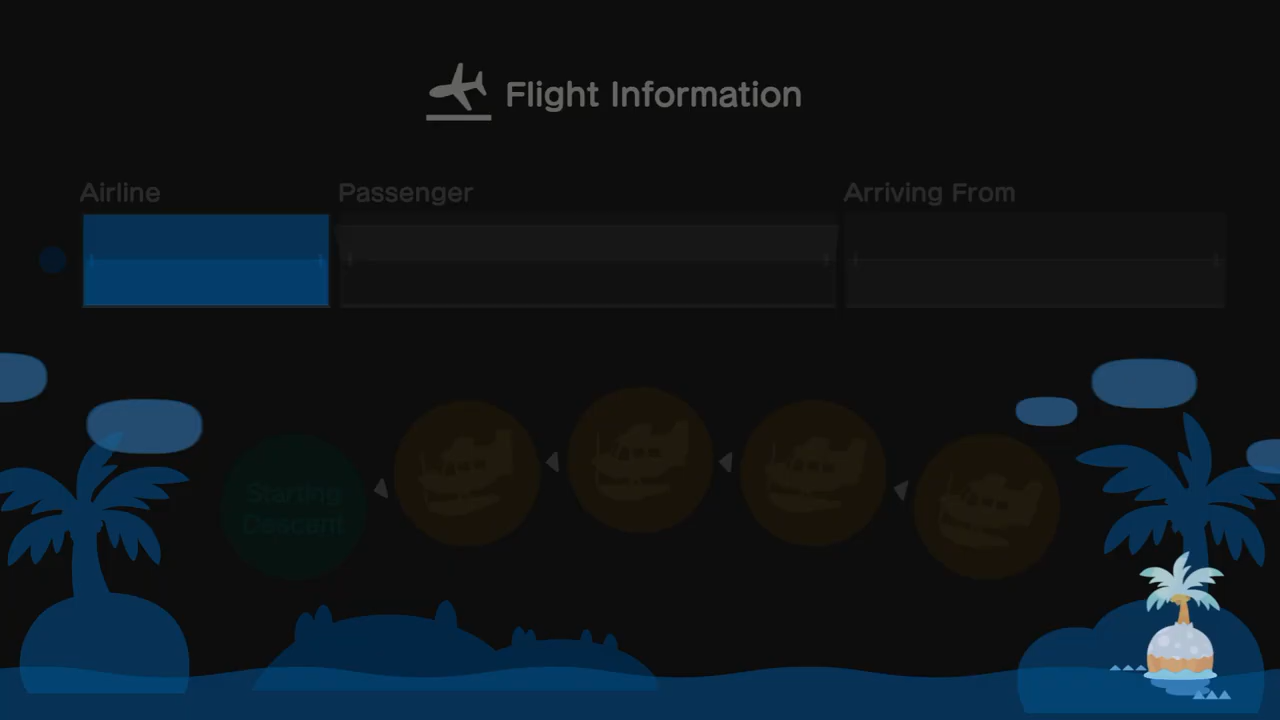 Flight Information
Airline
Passenger
Arriving From
Starting
Descent